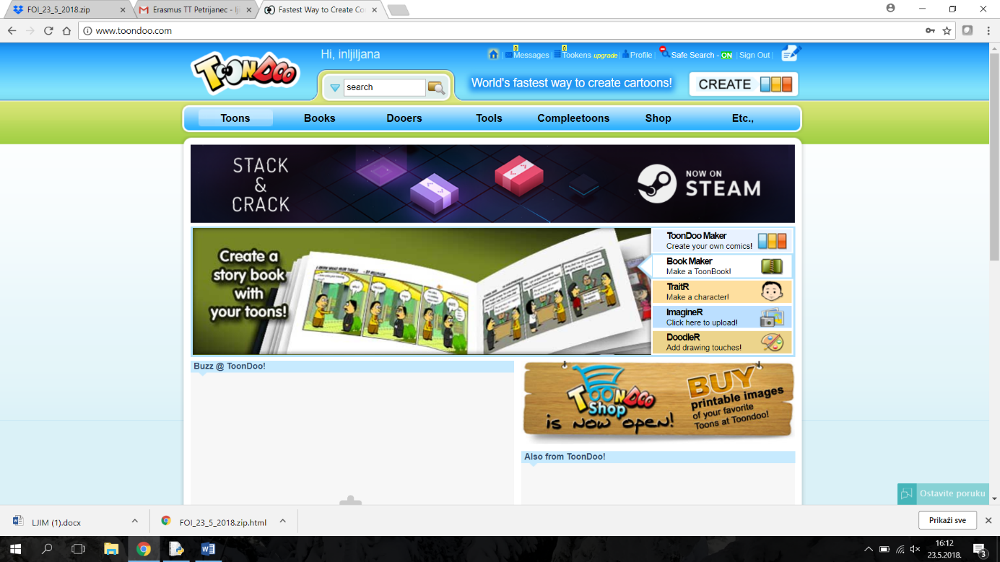 FOI_23_5_2018.zip
Erasmus TT Petrijanec - lji
Fastest Way to Create Co
www.toondoo.com
TOONDOO
Hi, inljiljana
0
Messages
0
Tookens upgrade
Profile
Safe Search - ON
Sign Out
search
World's fastest way to create cartoons!
CREATE
Toons
Books
Dooers
Tools
Compleetoons
Shop
Etc.,
STACK
&
CRACK
NOW ON
STEAM
Create a
story book
with
your toons!
ToonDoo Maker
Create your own comics!
Book Maker
Make a ToonBook!
TraitR
Make a character!
ImagineR
Click here to upload!
DoodleR
Add drawing touches!
Buzz @ ToonDoo!
TOONDOO
Shop
is now open!
BUY
printable images
of your favorite
Toons at Toondoo!
Also from ToonDoo!
Ostavite poruku
LJIM (1).docx
FOI_23_5_2018.zip.html
Prikaži sve
16:12
23.5.2018.
3